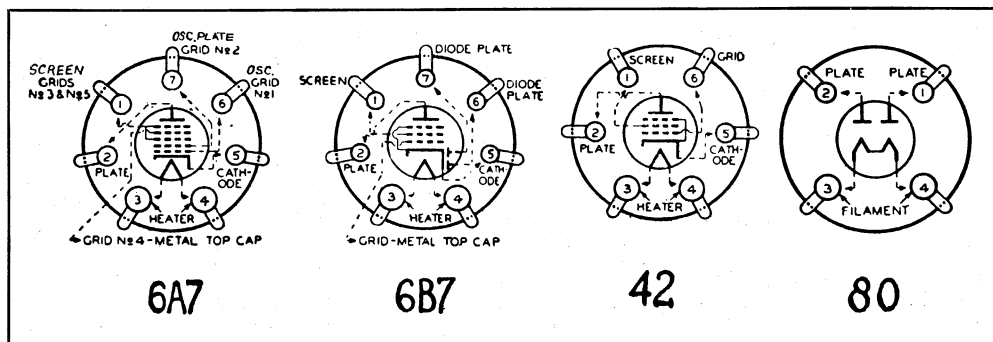 OSC. PLATE
GRID Nº 2
SCREEN
GRIDS
Nº 3 & Nº 5
OSC.
GRID
Nº 1
7
1
6
2
PLATE
5
CATH-
ODE
3
4
HEATER
GRID Nº 4 - METAL TOP CAP
6A7
DIODE PLATE
SCREEN
7
DIODE
PLATE
1
6
2
PLATE
5
CATH-
ODE
3
4
HEATER
GRID - METAL TOP CAP
6B7
SCREEN
GRID
1
6
2
PLATE
5
CATH-
ODE
3
4
HEATER
42
PLATE
PLATE
2
1
3
4
FILAMENT
80